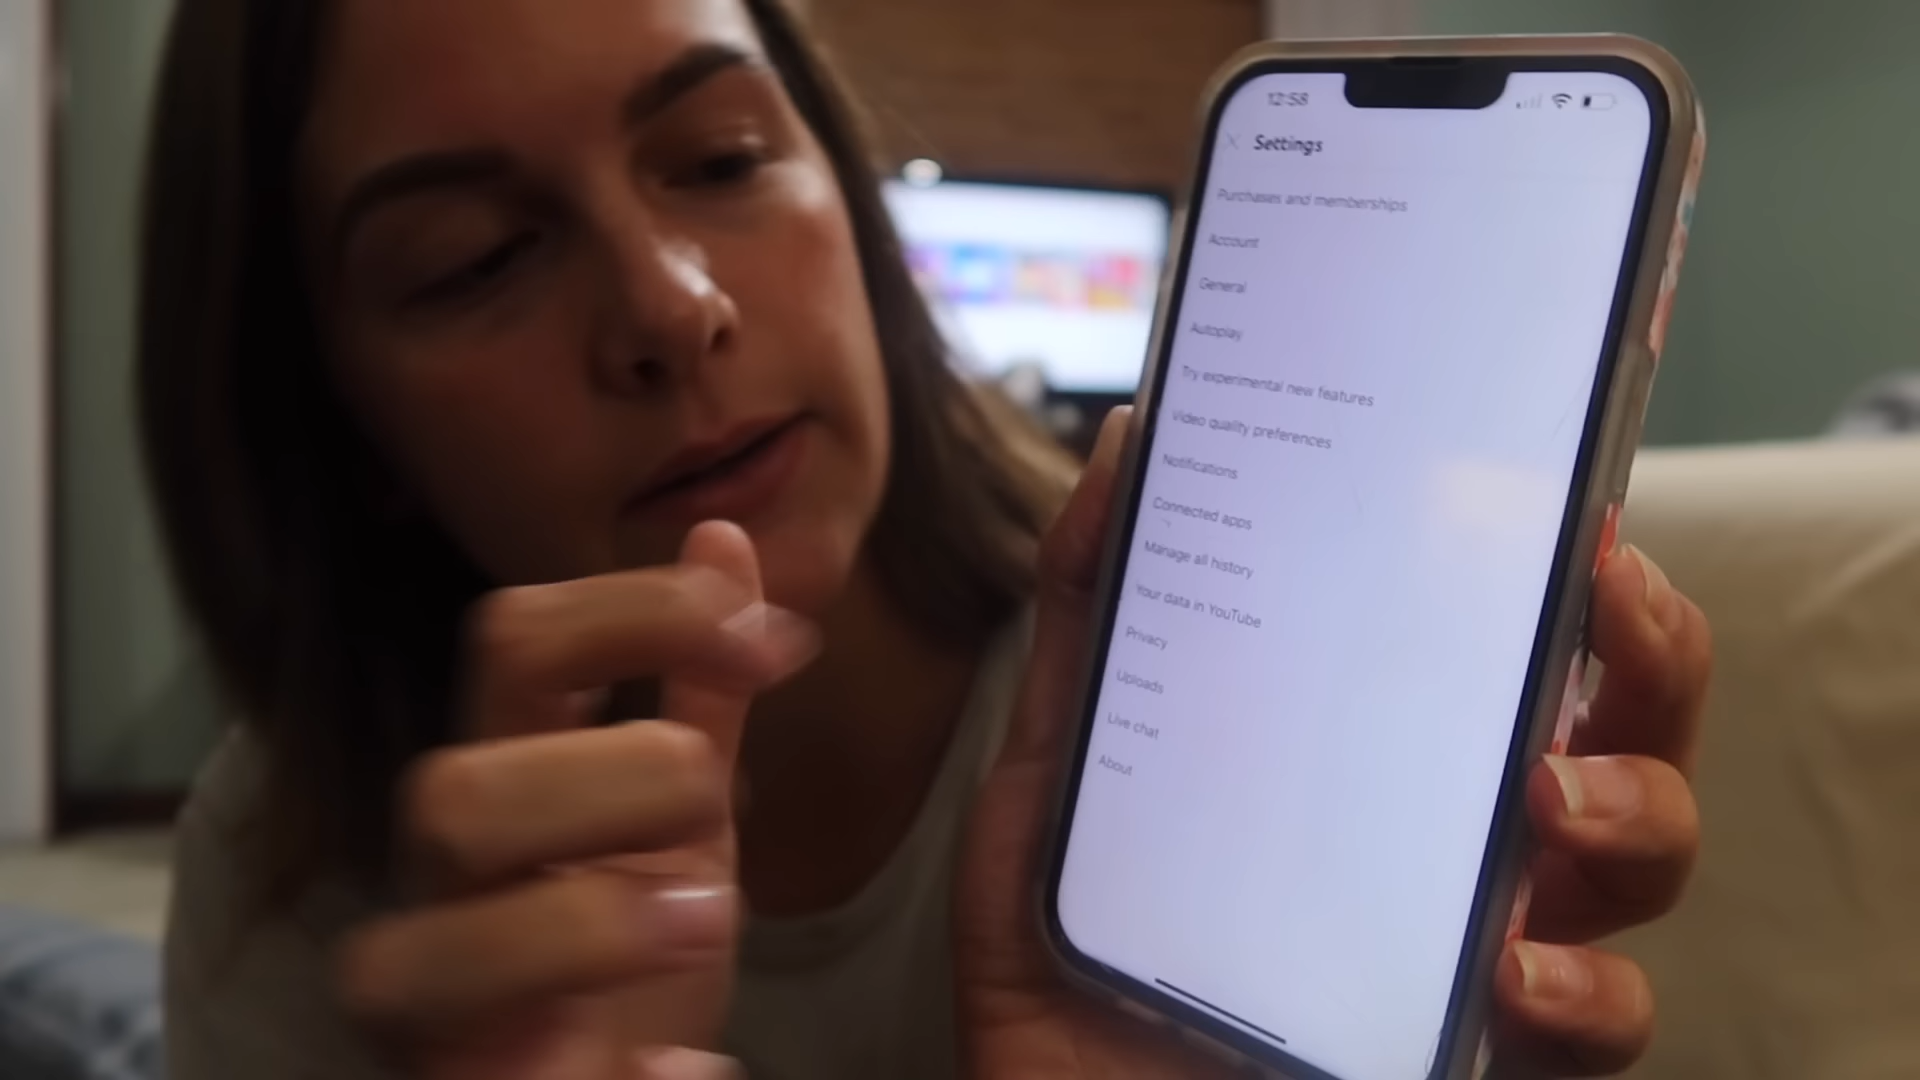 12:58
Settings
Purchases and memberships
Account
General
Autoplay
Try experimental new features
Video quality preferences
Notifications
Connected apps
Manage all history
Your data in YouTube
Privacy
Uploads
Live chat
About